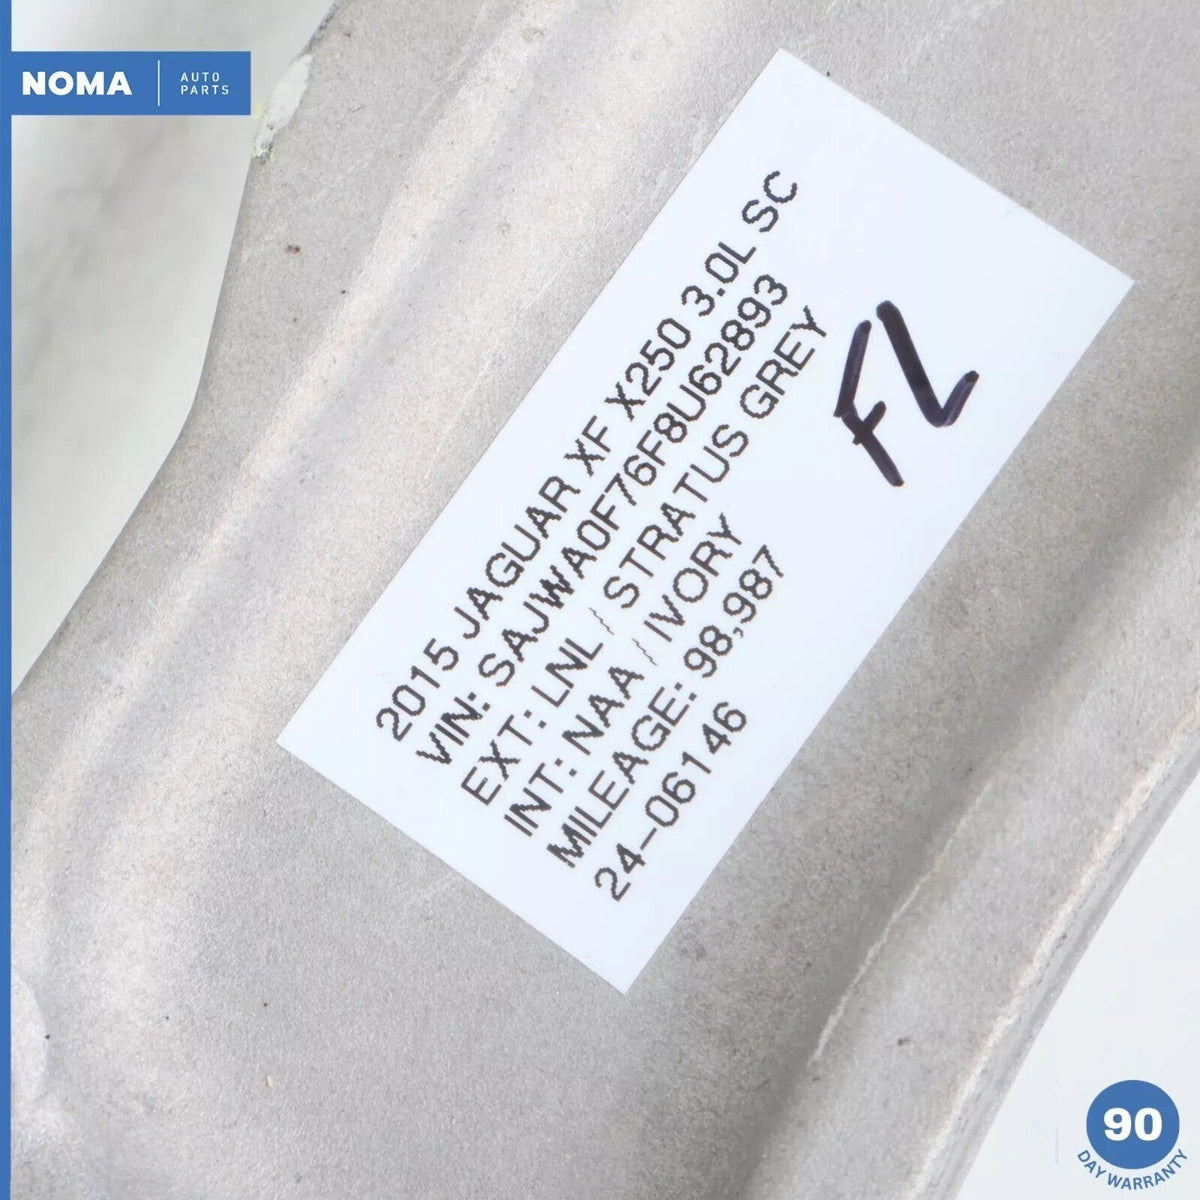 NOMA
AUTO
PARTS
2015 JAGUAR XF X250 3.0L SC
VIN: SAJWA0F76F8U62893
EXT: LNL / STRATUS GREY
INT: NAA / IVORY
MILEAGE: 98,987
24-06146
FL
90
DAY WARRANTY